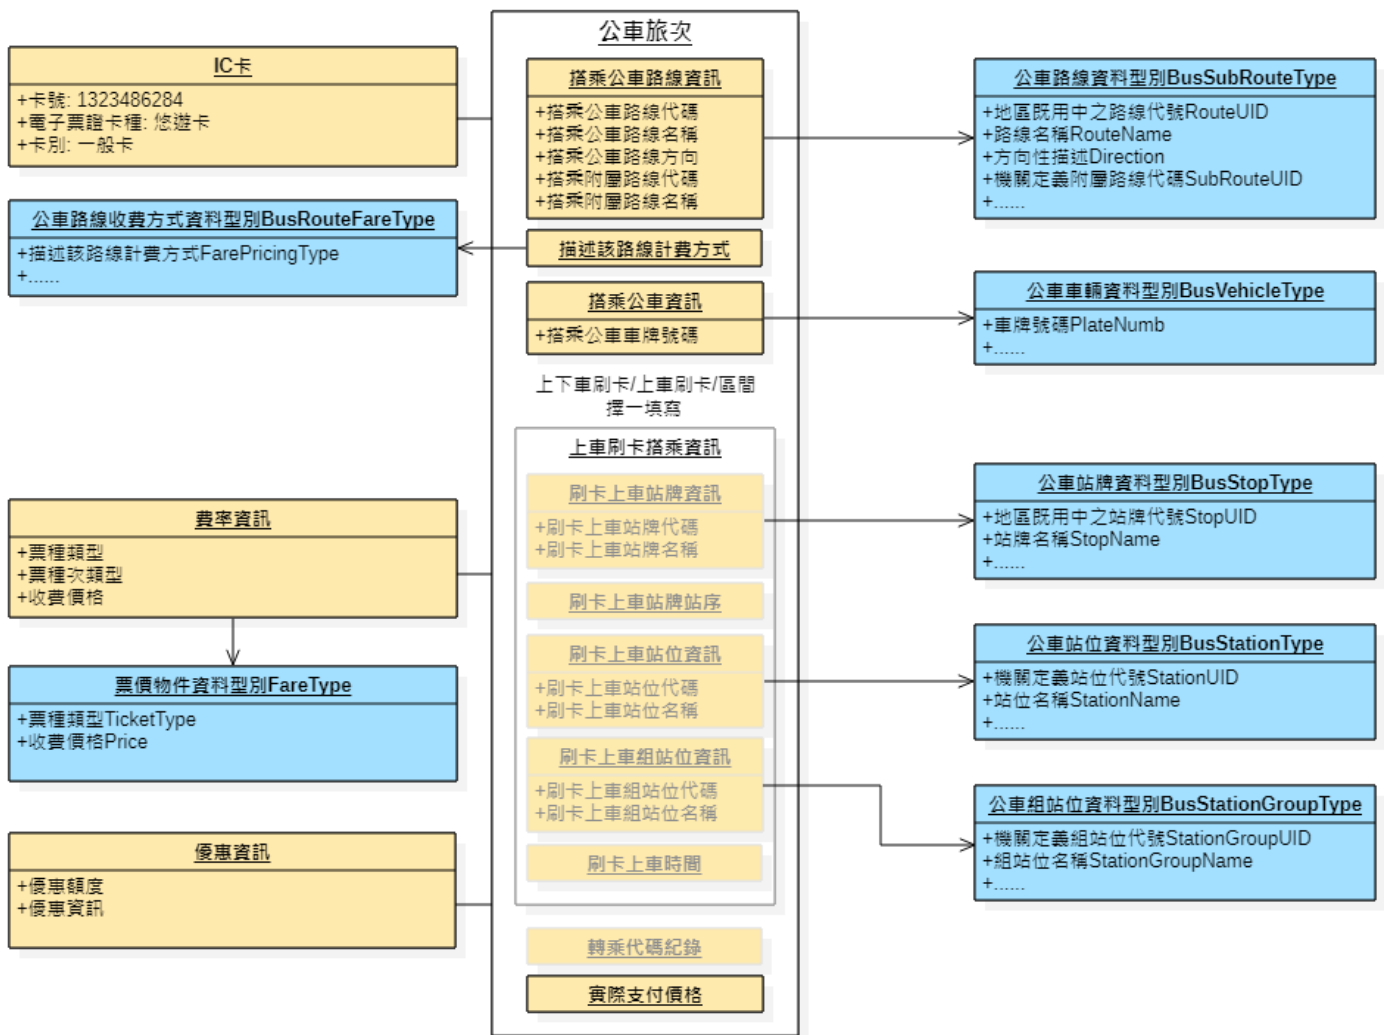 公車旅次
IC卡
+卡號: 1323486284
+電子票證卡種: 悠遊卡
+卡別: 一般卡
公車路線收費方式資料型別BusRouteFareType
+描述該路線計費方式FarePricingType
+......
費率資訊
+票種類型
+票種次類型
+收費價格
票價物件資料型別FareType
+票種類型TicketType
+收費價格Price
優惠資訊
+優惠額度
+優惠資訊
搭乘公車路線資訊
+搭乘公車路線代碼
+搭乘公車路線名稱
+搭乘公車路線方向
+搭乘附屬路線代碼
+搭乘附屬路線名稱
描述該路線計費方式
搭乘公車資訊
+搭乘公車車牌號碼
上下車刷卡/上車刷卡/區間
擇一填寫
上車刷卡搭乘資訊
刷卡上車站牌資訊
+刷卡上車站牌代碼
+刷卡上車站牌名稱
刷卡上車站牌站序
刷卡上車站位資訊
+刷卡上車站位代碼
+刷卡上車站位名稱
刷卡上車組站位資訊
+刷卡上車組站位代碼
+刷卡上車組站位名稱
刷卡上車時間
轉乘代碼紀錄
實際支付價格
公車路線資料型別BusSubRouteType
+地區既用中之路線代號RouteUID
+路線名稱RouteName
+方向性描述Direction
+機關定義附屬路線代碼SubRouteUID
+......
公車車輛資料型別BusVehicleType
+車牌號碼PlateNumb
+......
公車站牌資料型別BusStopType
+地區既用中之站牌代號StopUID
+站牌名稱StopName
+......
公車站位資料型別BusStationType
+機關定義站位代號StationUID
+站位名稱StationName
+......
公車組站位資料型別BusStationGroupType
+機關定義組站位代號StationGroupUID
+組站位名稱StationGroupName
+......